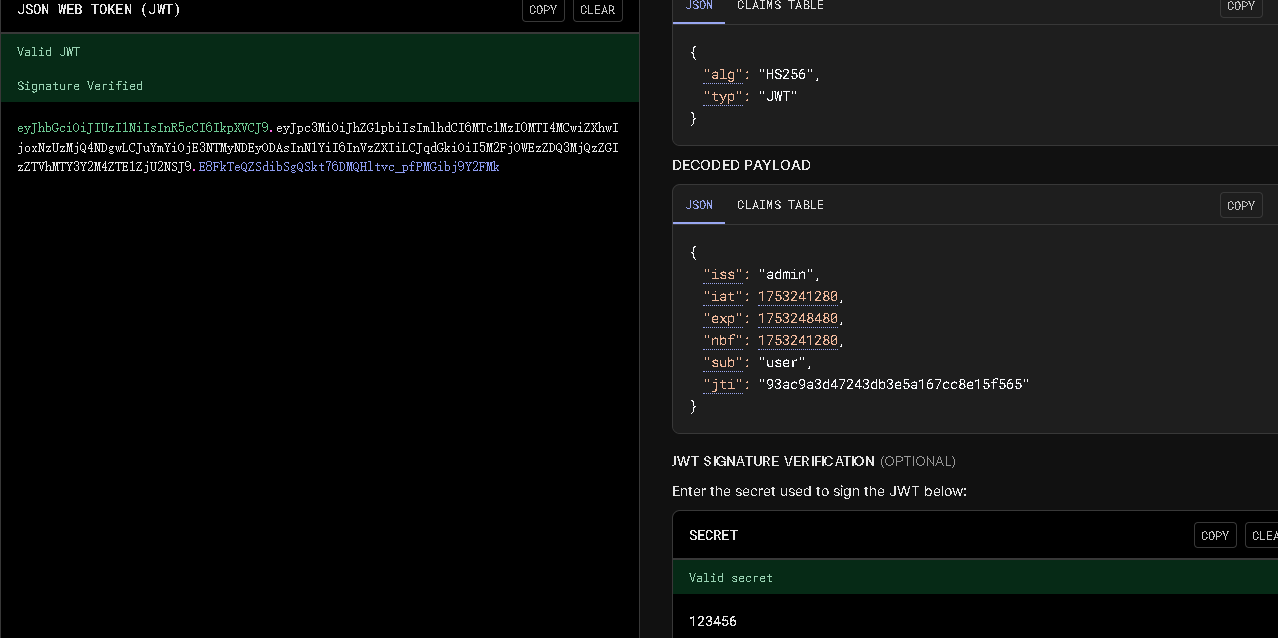 JSON WEB TOKEN (JWT)
COPY
CLEAR
Valid JWT
Signature Verified
eyJhbGciOiJIUzI1NiIsInR5cCI6IkpXVCJ9.eyJpc3MiOiJhZG1pbiIsImlhdCI6MTc1MzI0MTI4MCwiZXhwI
joxNzUzMjQ4NDgwLCJuYmYiOjE3NTMyNDEyODAsInN1YiI6InVzZXIiLCJqdGkiOiI5M2FjOWEzZDQ3MjQzZGI
zZTVhMTY3Y2M4ZTE1ZjU2NSJ9.E8FkTeQZSdibSgQSkt76DMQHltvc_pfPMGibj9Y2FMk
JSON
CLAIMS TABLE
COPY
{
"alg": "HS256",
"typ": "JWT"
}
DECODED PAYLOAD
JSON
CLAIMS TABLE
COPY
{
"iss": "admin",
"iat": 1753241280,
"exp": 1753248480,
"nbf": 1753241280,
"sub": "user",
"jti": "93ac9a3d47243db3e5a167cc8e15f565"
}
JWT SIGNATURE VERIFICATION (OPTIONAL)
Enter the secret used to sign the JWT below:
SECRET
COPY
CLEA
Valid secret
123456